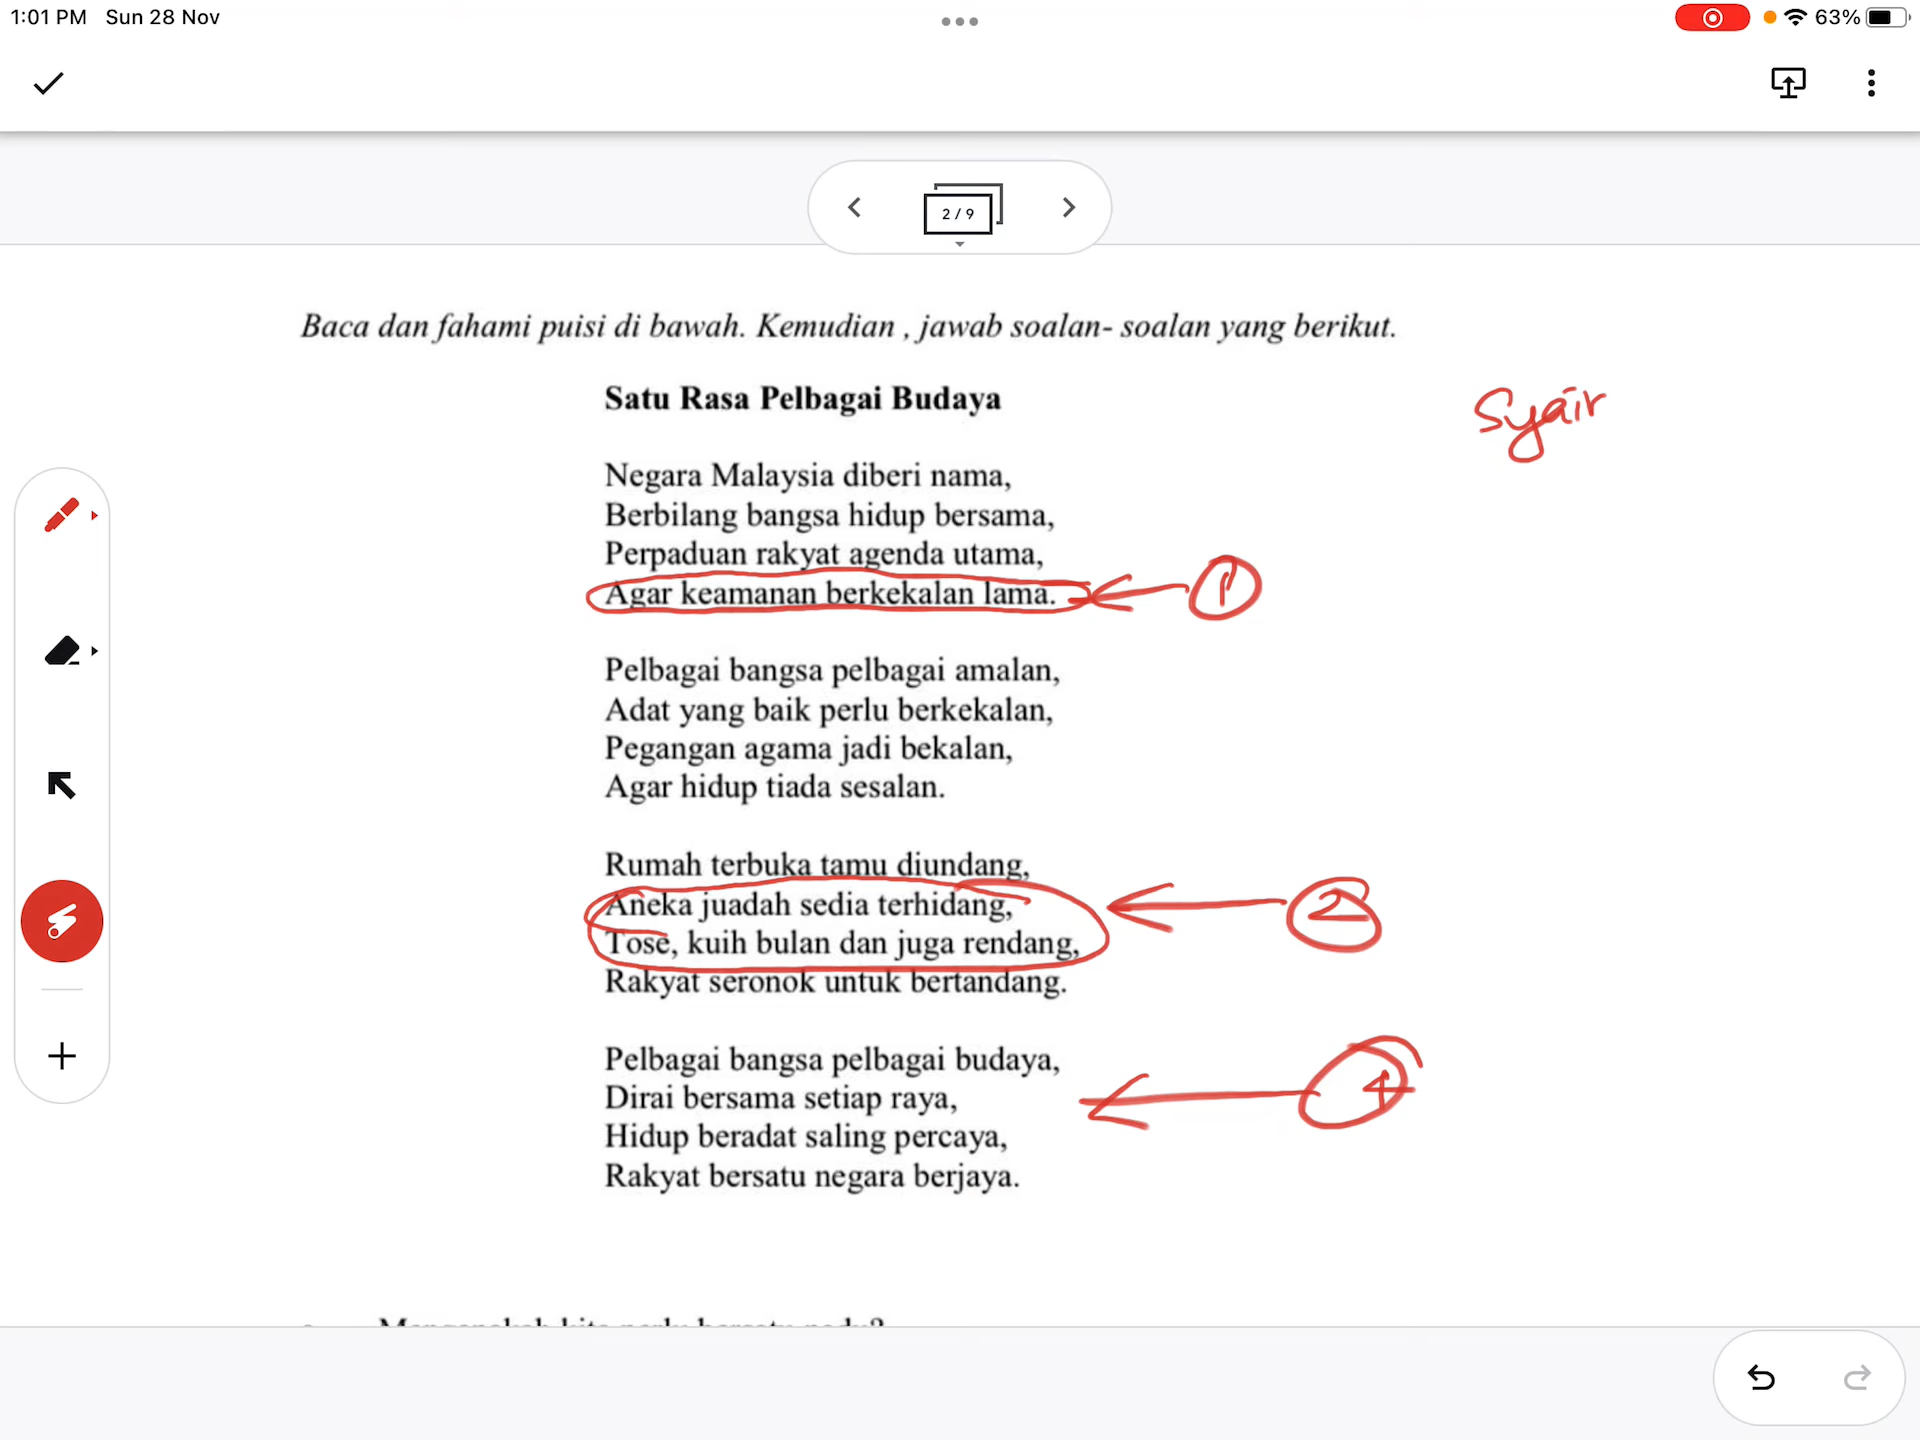 1:01 PM Sun 28 Nov
63%
2 / 9
Baca dan fahami puisi di bawah. Kemudian , jawab soalan- soalan yang berikut.
Satu Rasa Pelbagai Budaya
Syair
Negara Malaysia diberi nama,
Berbilang bangsa hidup bersama,
Perpaduan rakyat agenda utama,
Agar keamanan berkekalan lama.
1
Pelbagai bangsa pelbagai amalan,
Adat yang baik perlu berkekalan,
Pegangan agama jadi bekalan,
Agar hidup tiada sesalan.
Rumah terbuka tamu diundang,
Aneka juadah sedia terhidang,
2
Tose, kuih bulan dan juga rendang,
Rakyat seronok untuk bertandang.
Pelbagai bangsa pelbagai budaya,
Dirai bersama setiap raya,
4
Hidup beradat saling percaya,
Rakyat bersatu negara berjaya.
kita perlu bersatu padu?